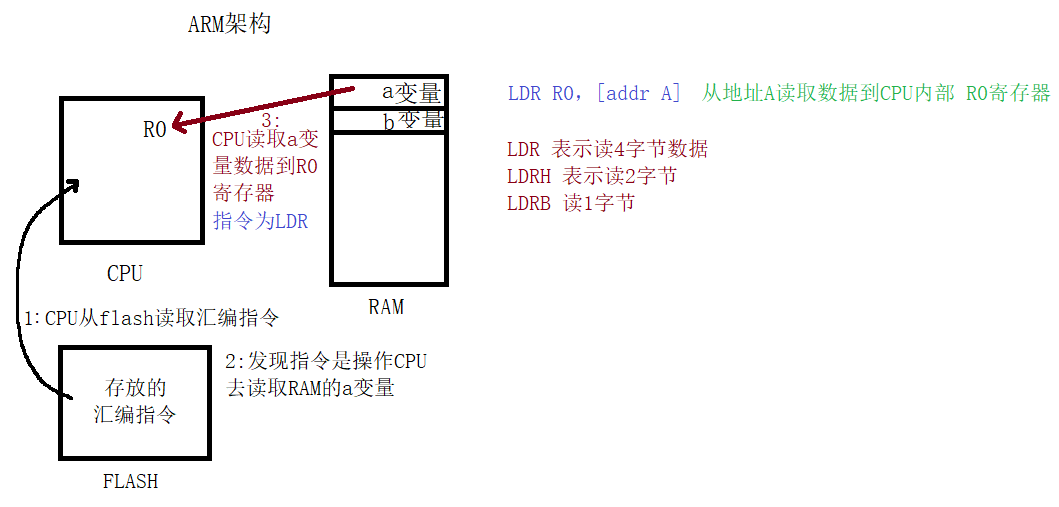 ARM架构
a变量
b变量
R0
3:
CPU读取a变
量数据到R0
寄存器
指令为LDR
CPU
RAM
LDR R0, [addr A] 从地址A读取数据到CPU内部 R0寄存器
LDR 表示读4字节数据
LDRH 表示读2字节
LDRB 读1字节
1:CPU从flash读取汇编指令
2:发现指令是操作CPU
去读取RAM的a变量
存放的
汇编指令
FLASH